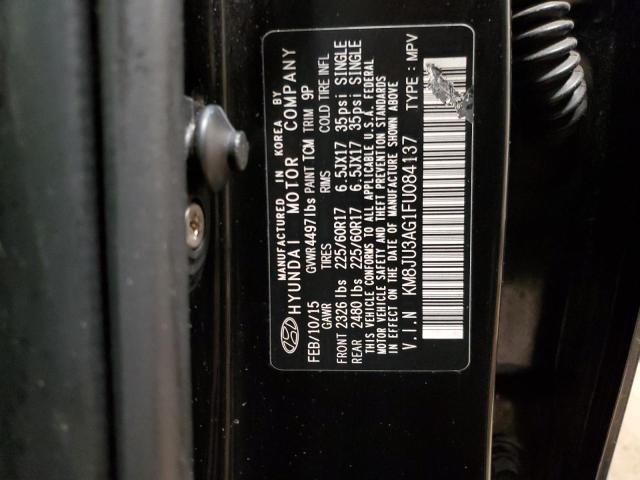 MANUFACTURED IN KOREA BY
HYUNDAI MOTOR COMPANY
FEB/10/15 GVWR 4497lbs PAINT TCM TRIM 9P
GAWR TIRES RIMS COLD TIRE INFL
FRONT 2326 lbs 225/60R17 6.5JX17 35psi SINGLE
REAR 2480 lbs 225/60R17 6.5JX17 35psi SINGLE
THIS VEHICLE CONFORMS TO ALL APPLICABLE U.S.A. FEDERAL
MOTOR VEHICLE SAFETY AND THEFT PREVENTION STANDARDS
IN EFFECT ON THE DATE OF MANUFACTURE SHOWN ABOVE
V.I.N KM8JU3AG1FU084137 TYPE : MPV